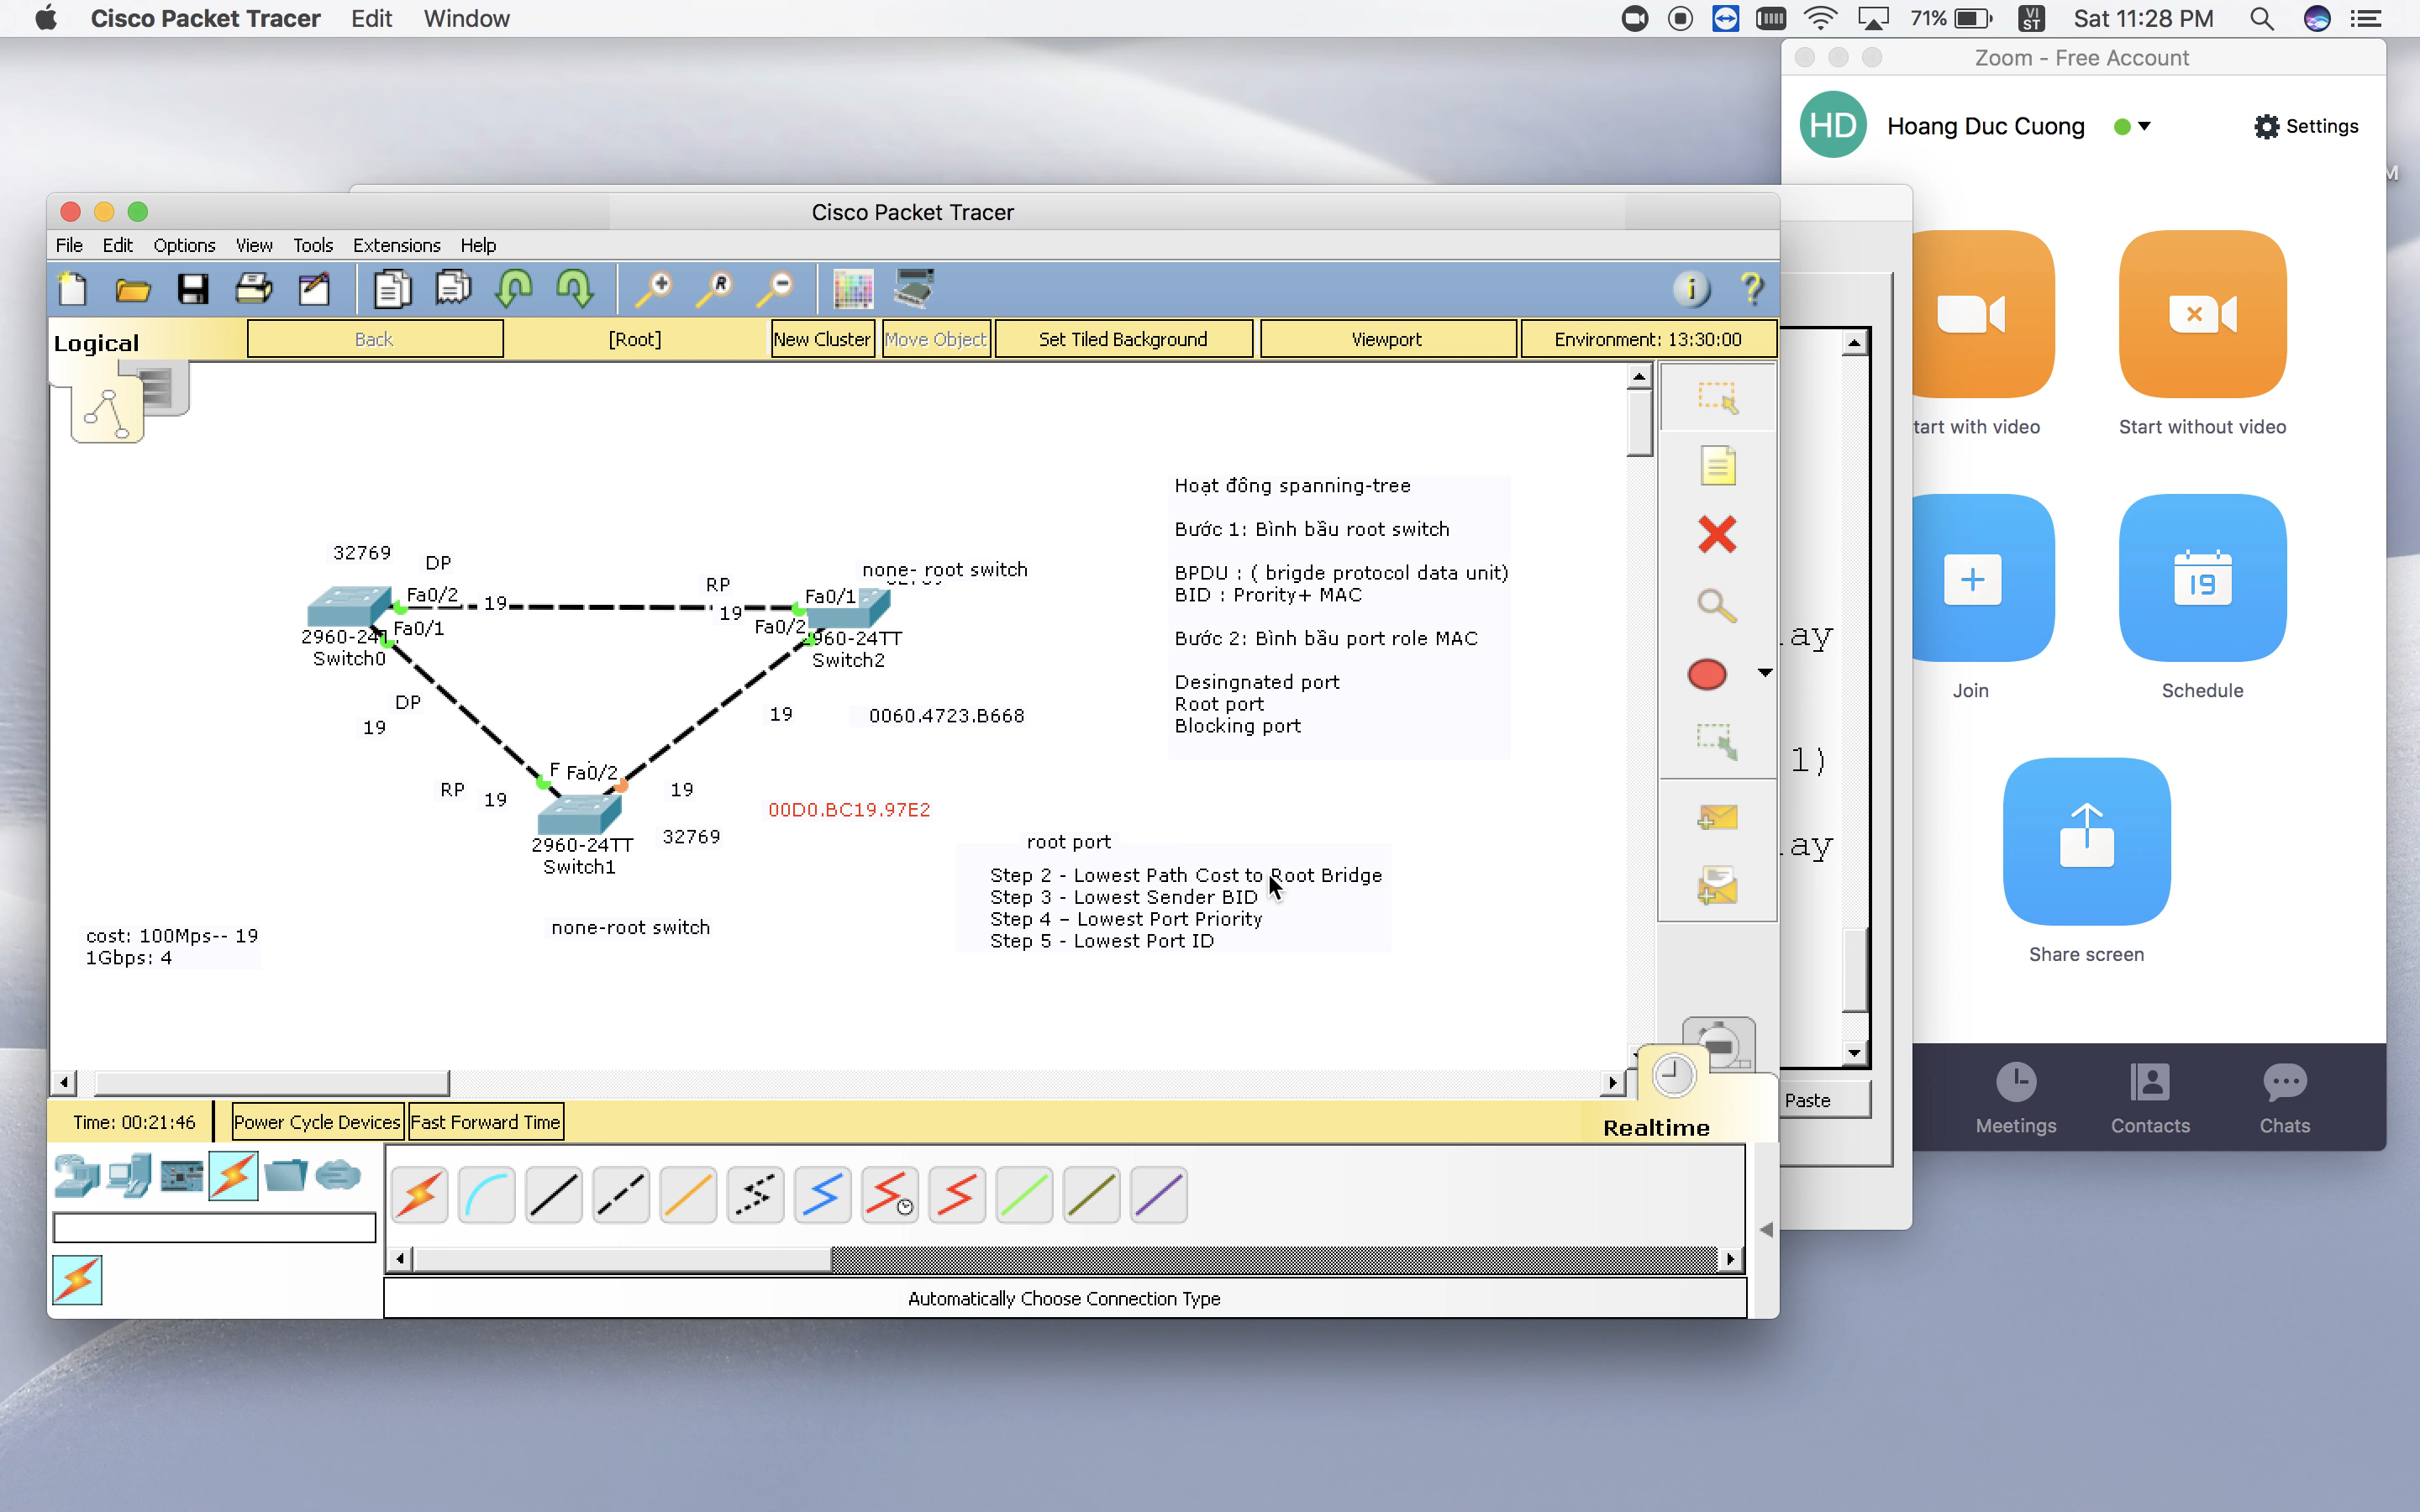 Cisco Packet Tracer Edit Window
71% VI ST Sat 11:28 PM
Zoom - Free Account
HD Hoang Duc Cuong Settings
M
Cisco Packet Tracer
File Edit Options View Tools Extensions Help
Logical Back [Root] New Cluster Move Object Set Tiled Background Viewport Environment: 13:30:00
tart with video
Start without video
Hoạt đông spanning-tree
Bước 1: Bình bầu root switch
BPDU : ( brigde protocol data unit)
BID : Prority+ MAC
Bước 2: Bình bầu port role MAC
Desingnated port
Root port
Blocking port
32769
DP
Fa0/2
19
RP
none- root switch
Fa0/1
19
Fa0/2
Fa0/1
2960-24
Switch0
960-24TT
Switch2
DP
19
19
0060.4723.B668
F Fa0/2
RP
19
19
00D0.BC19.97E2
32769
2960-24TT
Switch1
none-root switch
root port
Step 2 - Lowest Path Cost to Root Bridge
Step 3 - Lowest Sender BID
Step 4 – Lowest Port Priority
Step 5 - Lowest Port ID
cost: 100Mps-- 19
1Gbps: 4
ay
1)
ay
Paste
19
Join
Schedule
Share screen
Meetings
Contacts
Chats
Time: 00:21:46 Power Cycle Devices Fast Forward Time
Realtime
Automatically Choose Connection Type